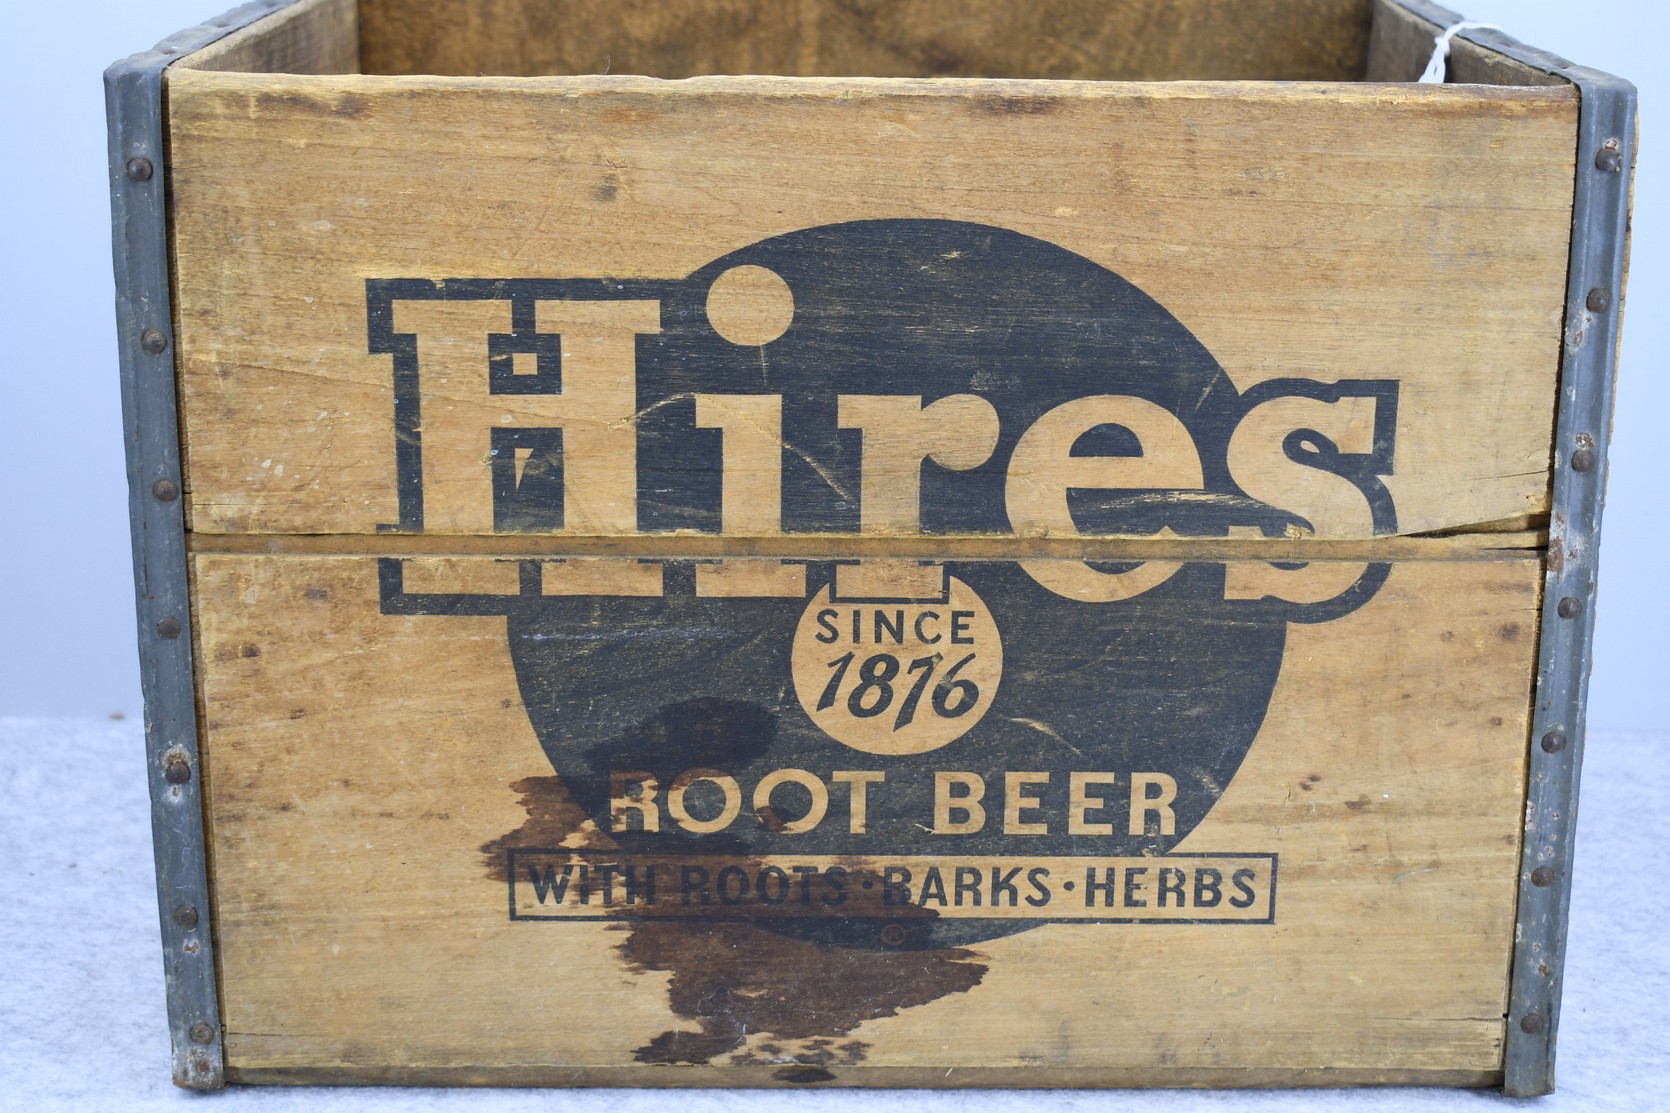 Hires
SINCE
1876
ROOT BEER
WITH ROOTS·BARKS·HERBS
®